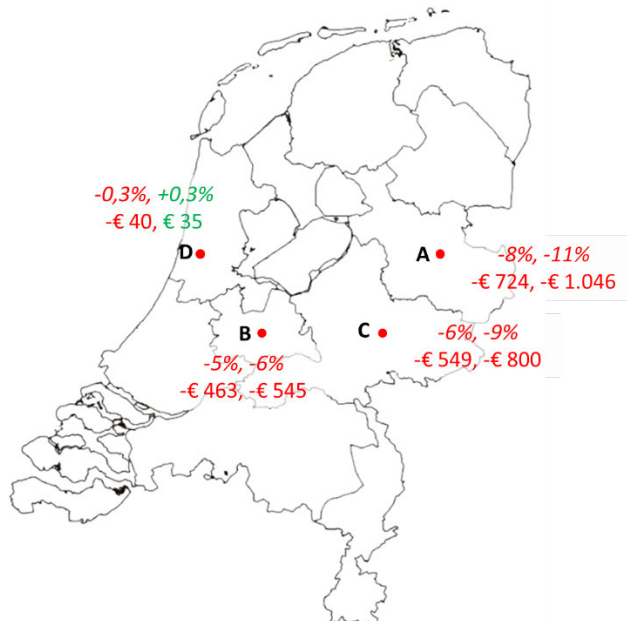 -0,3%, +0,3%
-€ 40, € 35
D
A
-8%, -11%
-€ 724, -€ 1.046
B
-5%, -6%
-€ 463, -€ 545
C
-6%, -9%
-€ 549, -€ 800